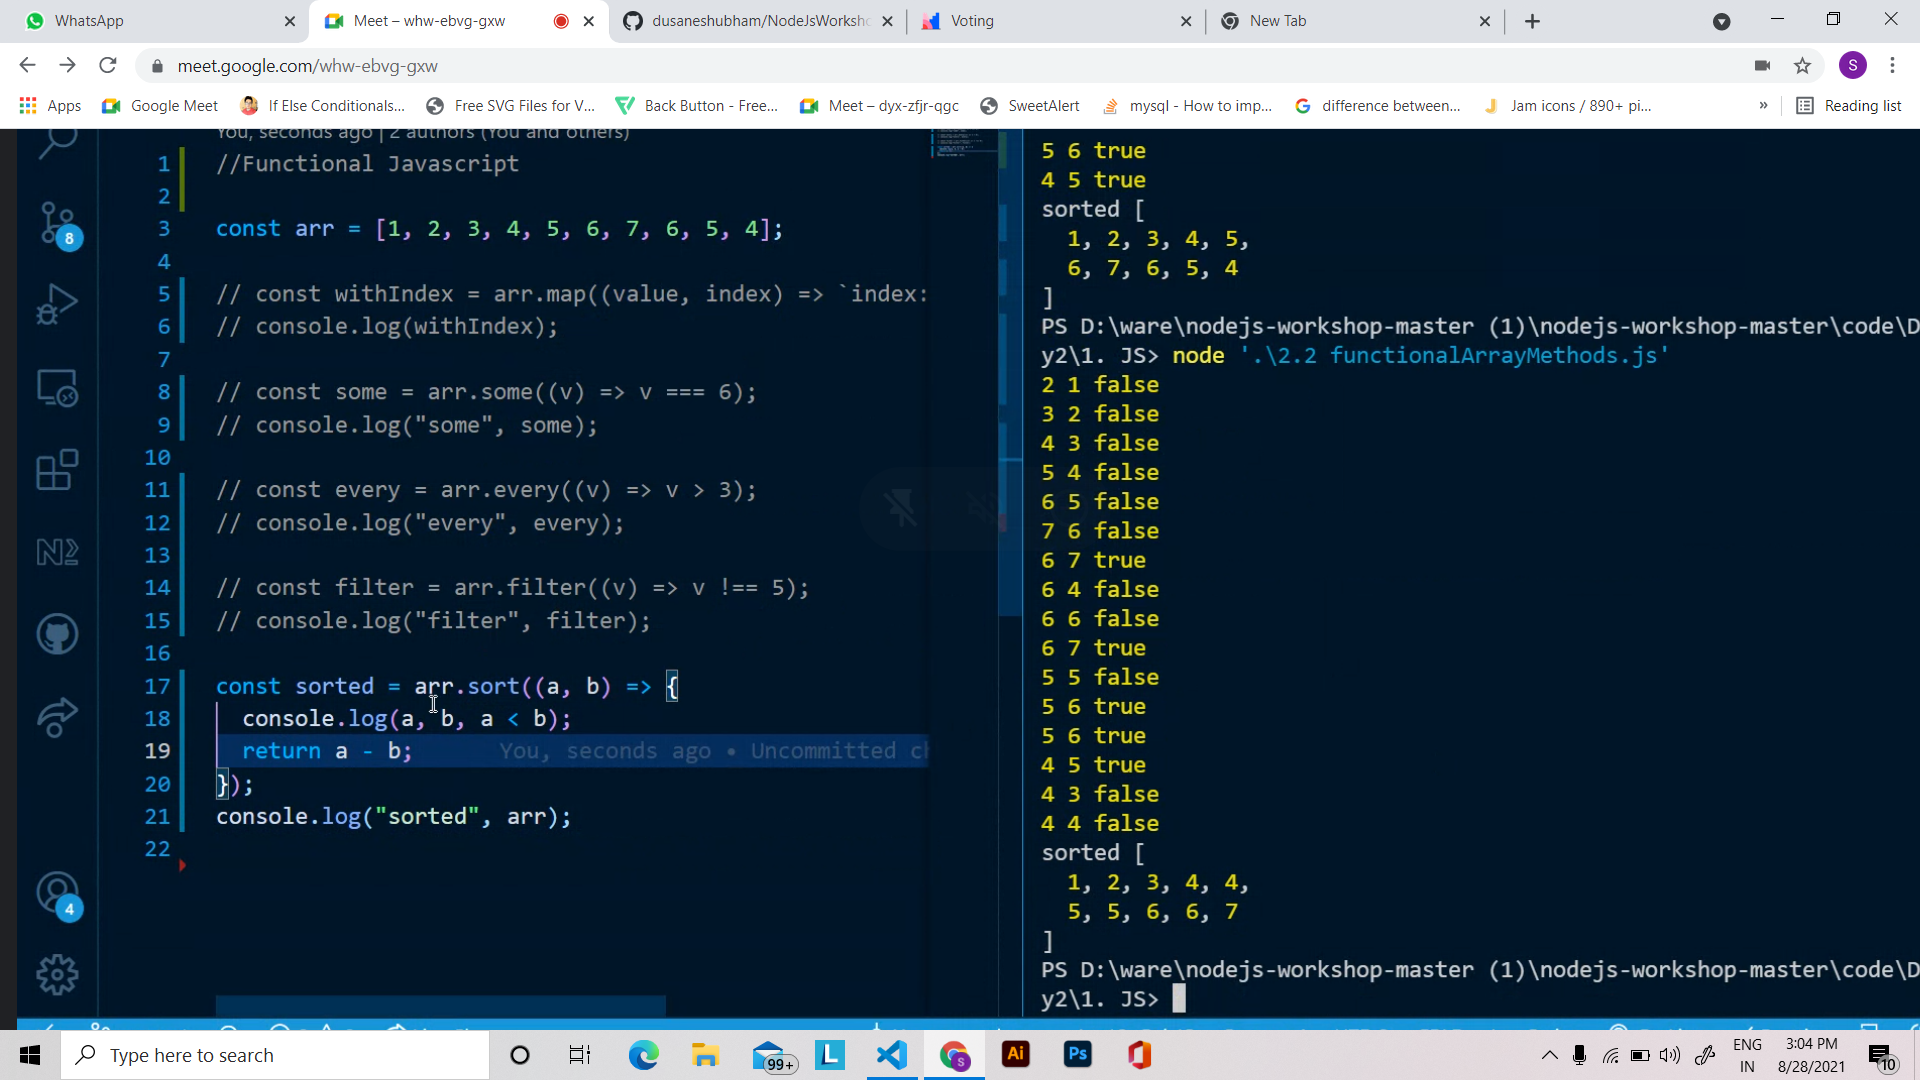 WhatsApp
Meet – whw-ebvg-gxw
dusaneshubham/NodeJsWorksho
Voting
New Tab
meet.google.com/whw-ebvg-gxw
S
Apps
Google Meet
If Else Conditionals...
Free SVG Files for V...
Back Button - Free...
Meet – dyx-zfjr-qgc
SweetAlert
mysql - How to imp...
difference between...
Jam icons / 890+ pi...
»
Reading list
You, seconds ago | 2 authors (You and others)
1 //Functional Javascript
2
3 const arr = [1, 2, 3, 4, 5, 6, 7, 6, 5, 4];
4
5 // const withIndex = arr.map((value, index) => `index:
6 // console.log(withIndex);
7
8 // const some = arr.some((v) => v === 6);
9 // console.log("some", some);
10
11 // const every = arr.every((v) => v > 3);
12 // console.log("every", every);
13
14 // const filter = arr.filter((v) => v !== 5);
15 // console.log("filter", filter);
16
17 const sorted = arr.sort((a, b) => {
18 console.log(a, b, a < b);
19 return a - b; You, seconds ago • Uncommitted ch
20 });
21 console.log("sorted", arr);
22
8
4
5 6 true
4 5 true
sorted [
1, 2, 3, 4, 5,
6, 7, 6, 5, 4
]
PS D:\ware\nodejs-workshop-master (1)\nodejs-workshop-master\code\D
y2\1. JS> node '.\2.2 functionalArrayMethods.js'
2 1 false
3 2 false
4 3 false
5 4 false
6 5 false
7 6 false
6 7 true
6 4 false
6 6 false
6 7 true
5 5 false
5 6 true
5 6 true
4 5 true
4 3 false
4 4 false
sorted [
1, 2, 3, 4, 4,
5, 5, 6, 6, 7
]
PS D:\ware\nodejs-workshop-master (1)\nodejs-workshop-master\code\D
y2\1. JS>
Type here to search
99+
L
S
Ai
Ps
ENG
IN
3:04 PM
8/28/2021
10